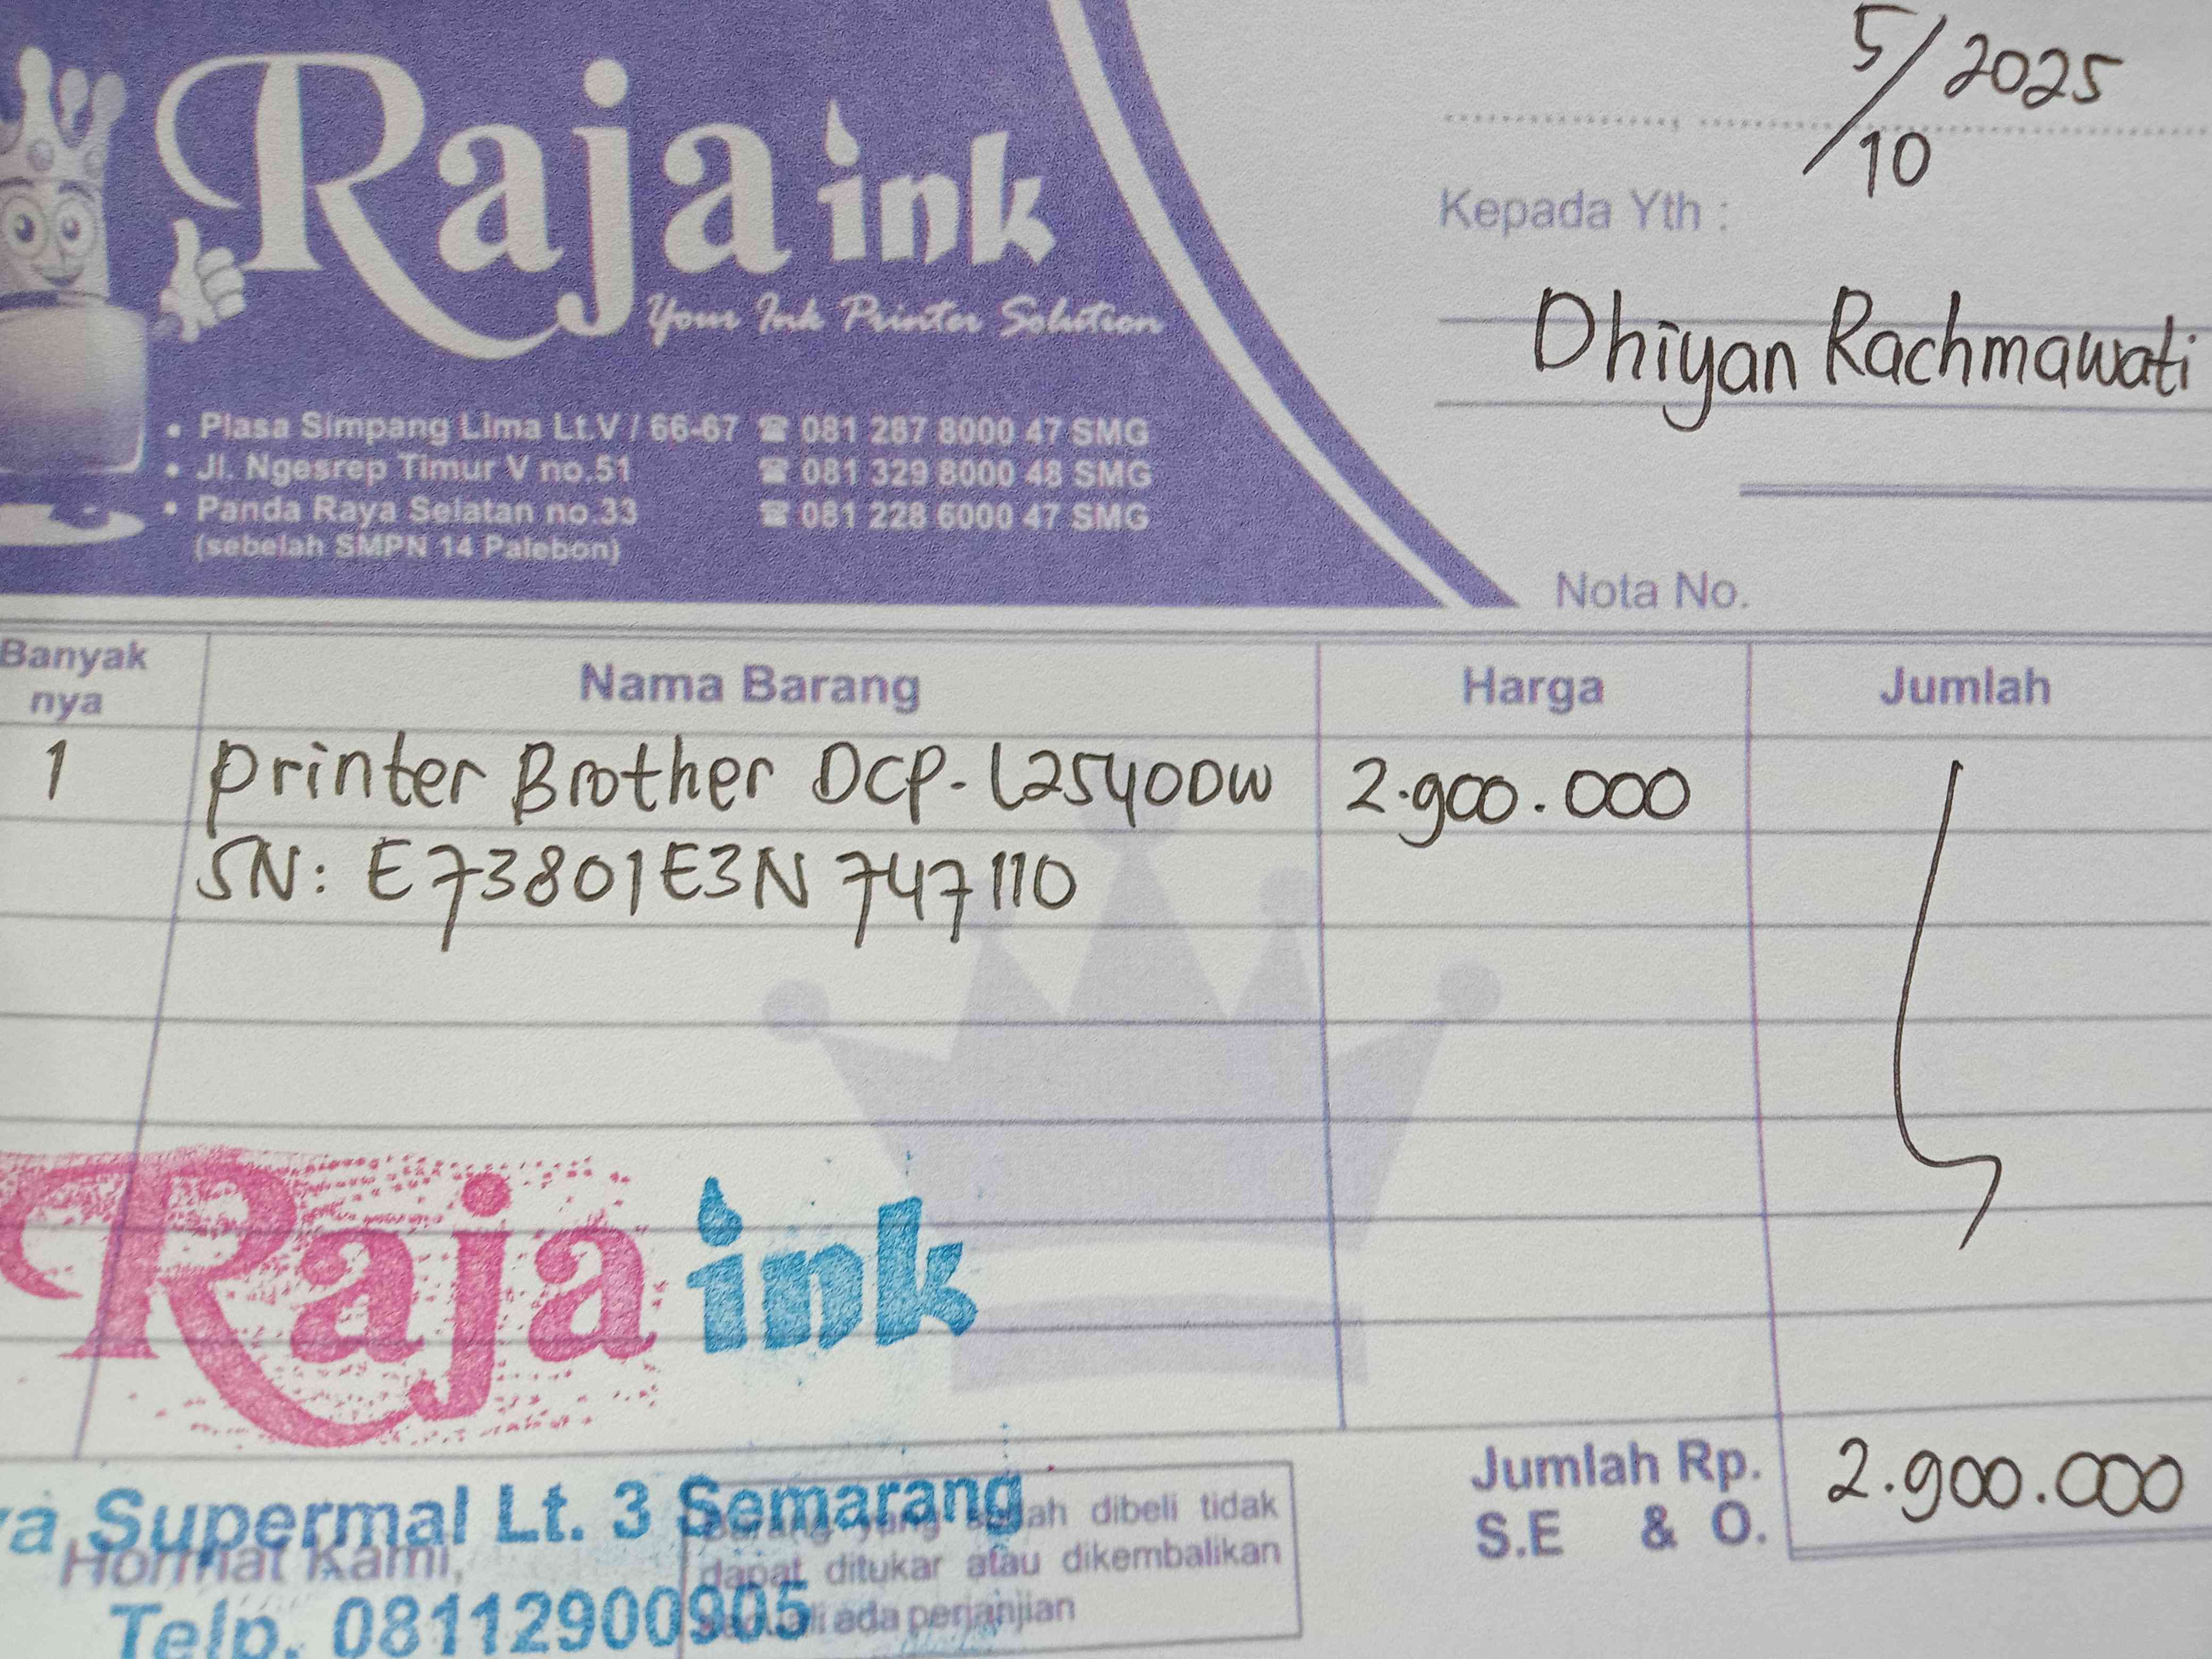 Raja ink
Your Ink Printer Solution
• Plasa Simpang Lima Lt.V / 66-67 ☎ 081 267 8000 47 SMG
• Jl. Ngesrep Timur V no.51 ☎ 081 329 8000 48 SMG
• Panda Raya Selatan no.33 ☎ 081 228 6000 47 SMG
(sebelah SMPN 14 Palebon)
5/10 / 2025
Kepada Yth :
Dhiyan Rachmawati
Nota No.
Banyak nya Nama Barang Harga Jumlah
1 printer Brother DCP-L2540DW 2.900.000
SN: E73801E3N747110
Raja ink
Supermal Lt. 3 Semarang
Hormat Kami,
Telp. 08112900905
dibeli tidak
dapat ditukar atau dikembalikan
ada perjanjian
Jumlah Rp. 2.900.000
S.E & O.